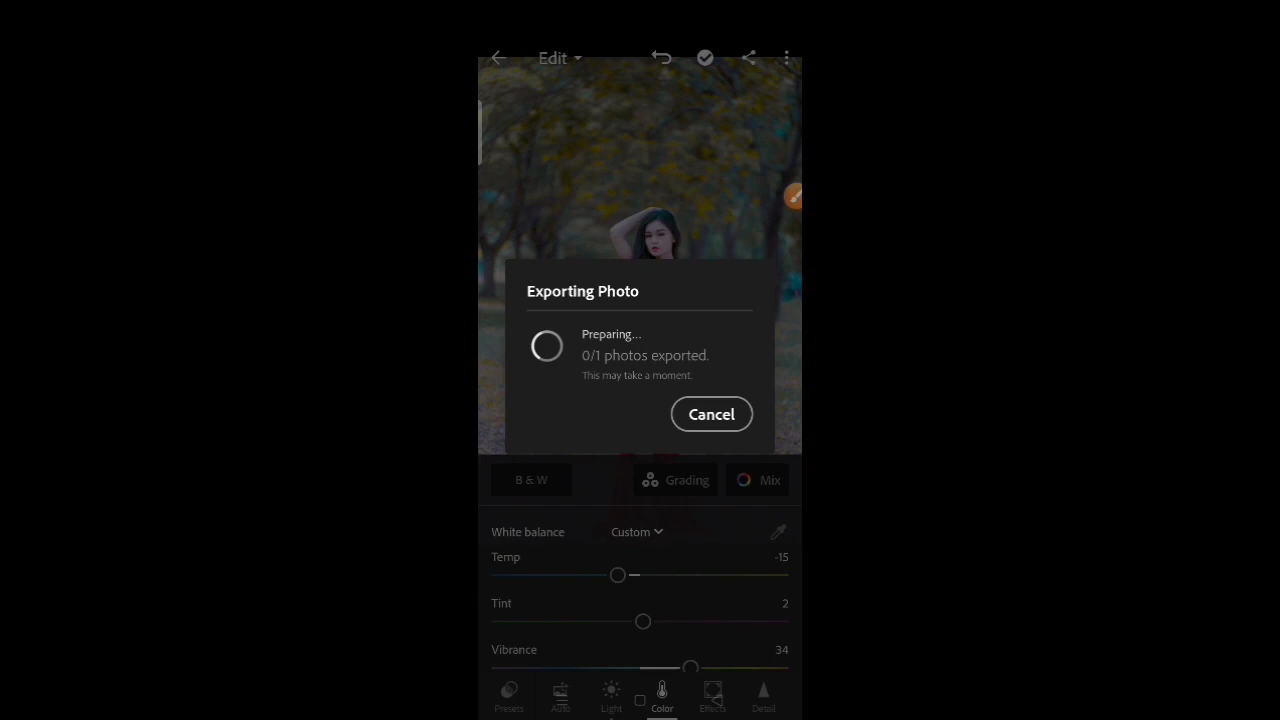 Edit
Exporting Photo
Preparing...
0/1 photos exported.
This may take a moment.
Cancel
B & W Grading Mix
White balance Custom
Temp -15
Tint 2
Vibrance 34
Presets Auto Light Color Effects Detail